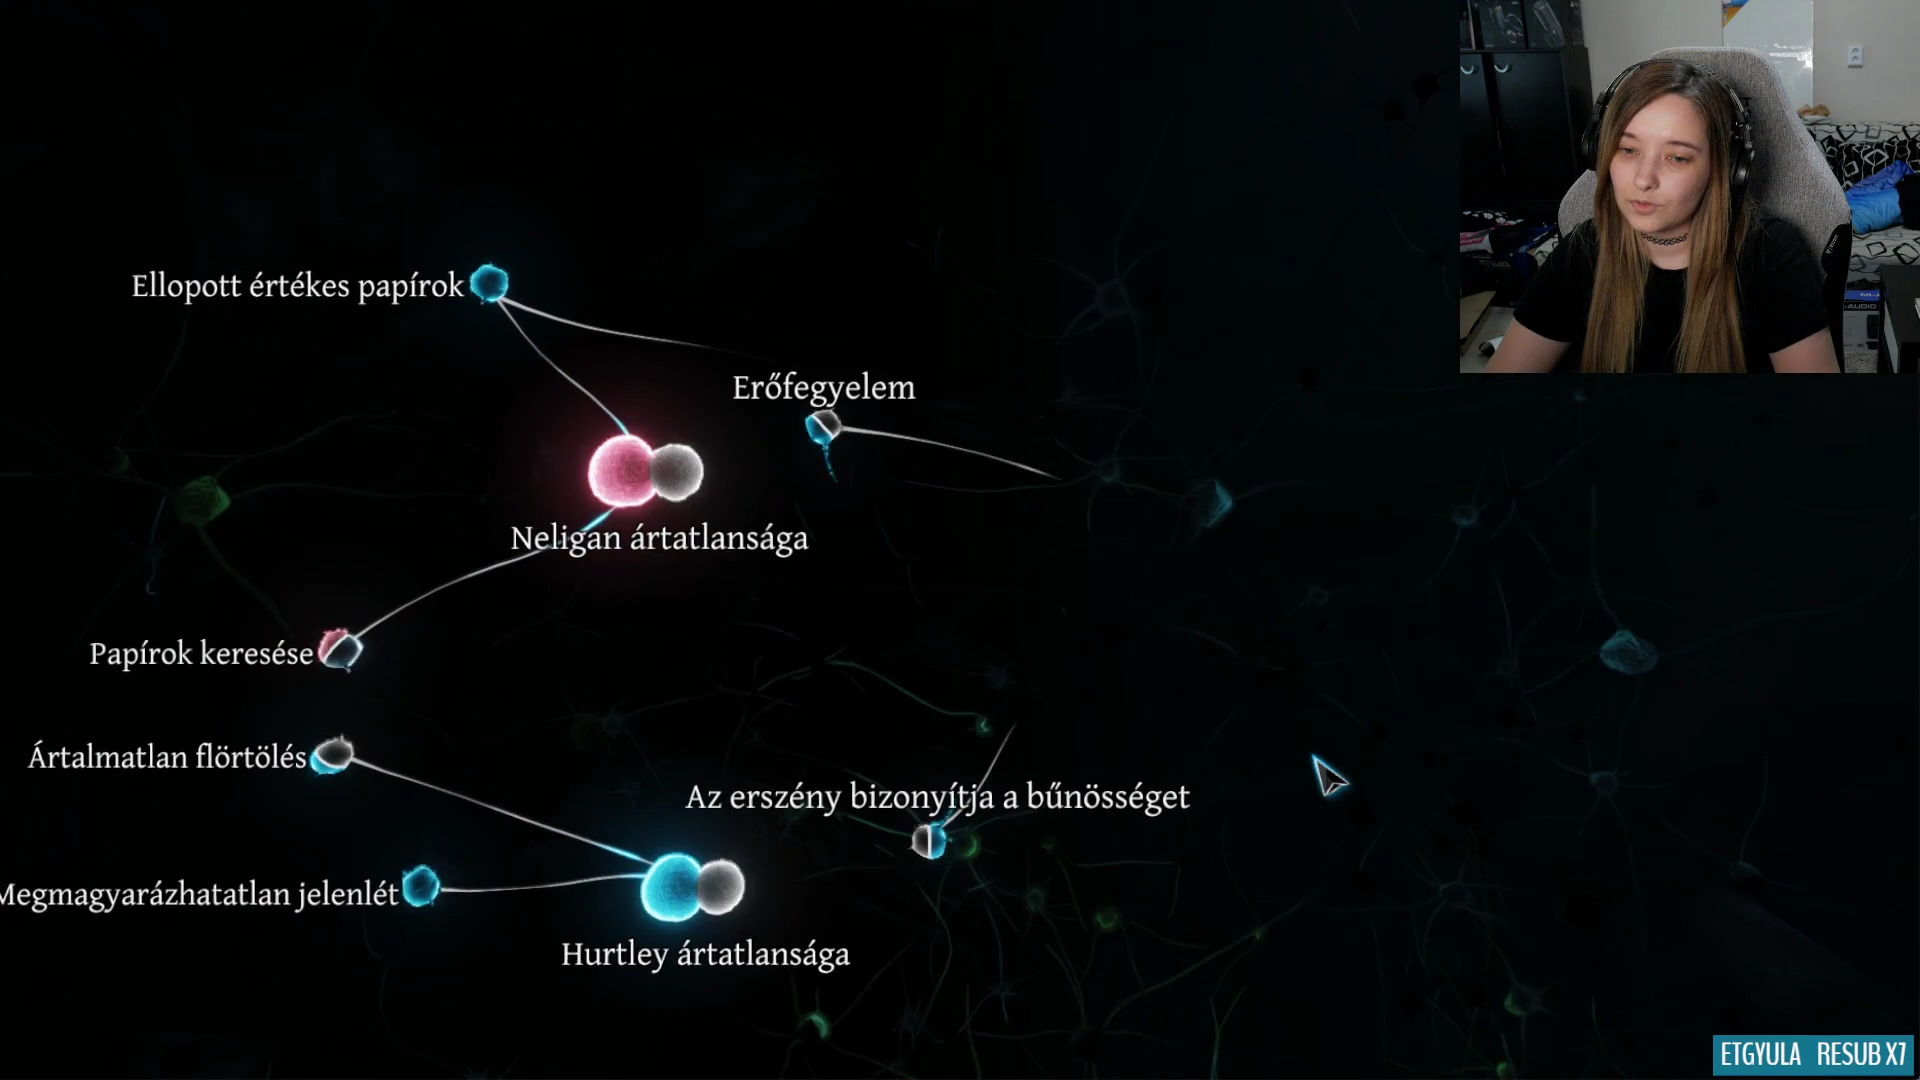 Ellopott értékes papírok
Erőfegyelem
Neligan ártatlansága
Papírok keresése
Ártalmatlan flörtölés
Az erszény bizonyítja a bűnösséget
Megmagyarázhatatlan jelenlét
Hurtley ártatlansága
ETGYULA RESUB X7